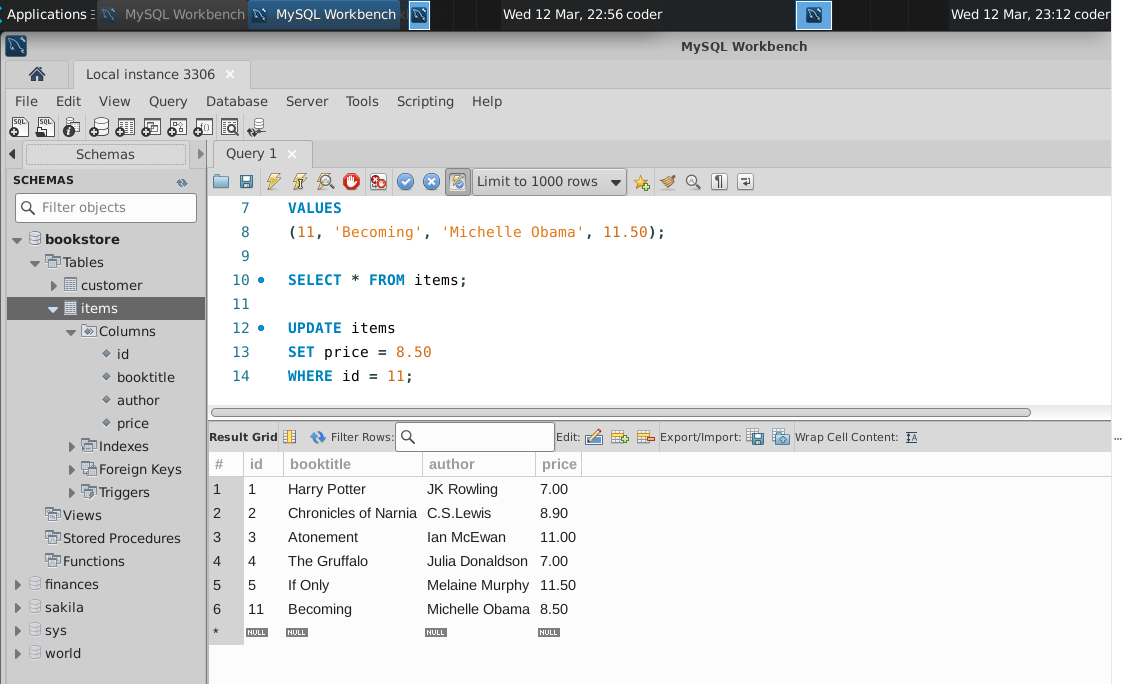 Applications MySQL Workbench MySQL Workbench Wed 12 Mar, 22:56 coder Wed 12 Mar, 23:12 coder
MySQL Workbench
Local instance 3306
File Edit View Query Database Server Tools Scripting Help
Schemas
Query 1
SCHEMAS
Limit to 1000 rows
Filter objects
bookstore
Tables
customer
items
Columns
id
booktitle
author
price
Indexes
Foreign Keys
Triggers
Views
Stored Procedures
Functions
finances
sakila
sys
world
7 VALUES
8 (11, 'Becoming', 'Michelle Obama', 11.50);
9
10 SELECT * FROM items;
11
12 UPDATE items
13 SET price = 8.50
14 WHERE id = 11;
Result Grid Filter Rows: Edit: Export/Import: Wrap Cell Content: IA
# id booktitle author price
1 1 Harry Potter JK Rowling 7.00
2 2 Chronicles of Narnia C.S.Lewis 8.90
3 3 Atonement Ian McEwan 11.00
4 4 The Gruffalo Julia Donaldson 7.00
5 5 If Only Melaine Murphy 11.50
6 11 Becoming Michelle Obama 8.50
* NULL NULL NULL NULL
...